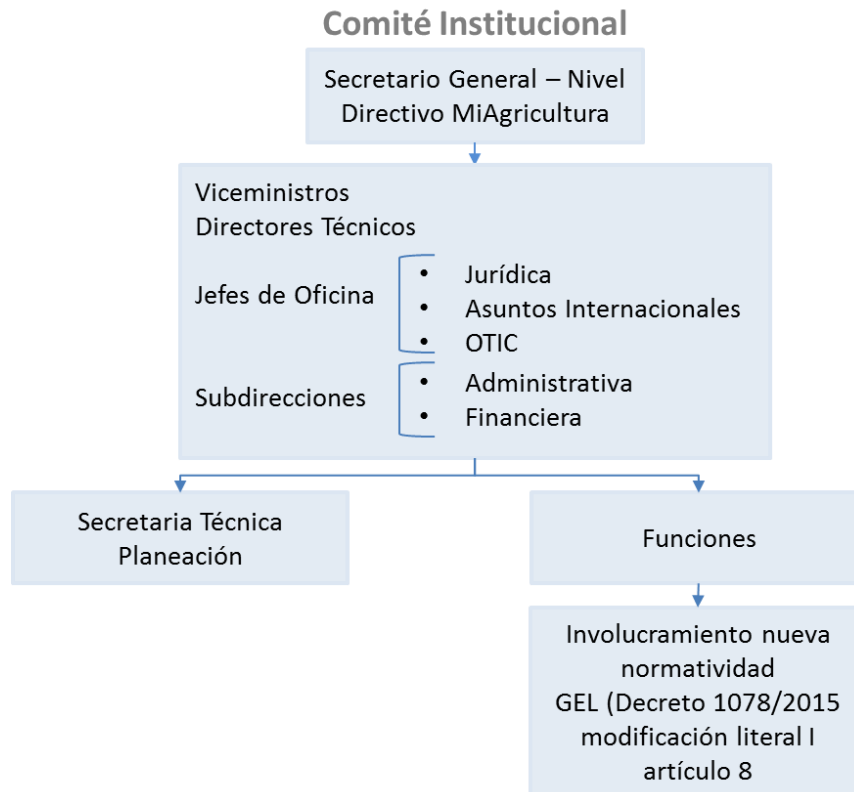 Comité Institucional
Secretario General – Nivel
Directivo MiAgricultura
Viceministros
Directores Técnicos
Jefes de Oficina
• Jurídica
• Asuntos Internacionales
• OTIC
Subdirecciones
• Administrativa
• Financiera
Secretaria Técnica
Planeación
Funciones
Involucramiento nueva
normatividad
GEL (Decreto 1078/2015
modificación literal I
artículo 8